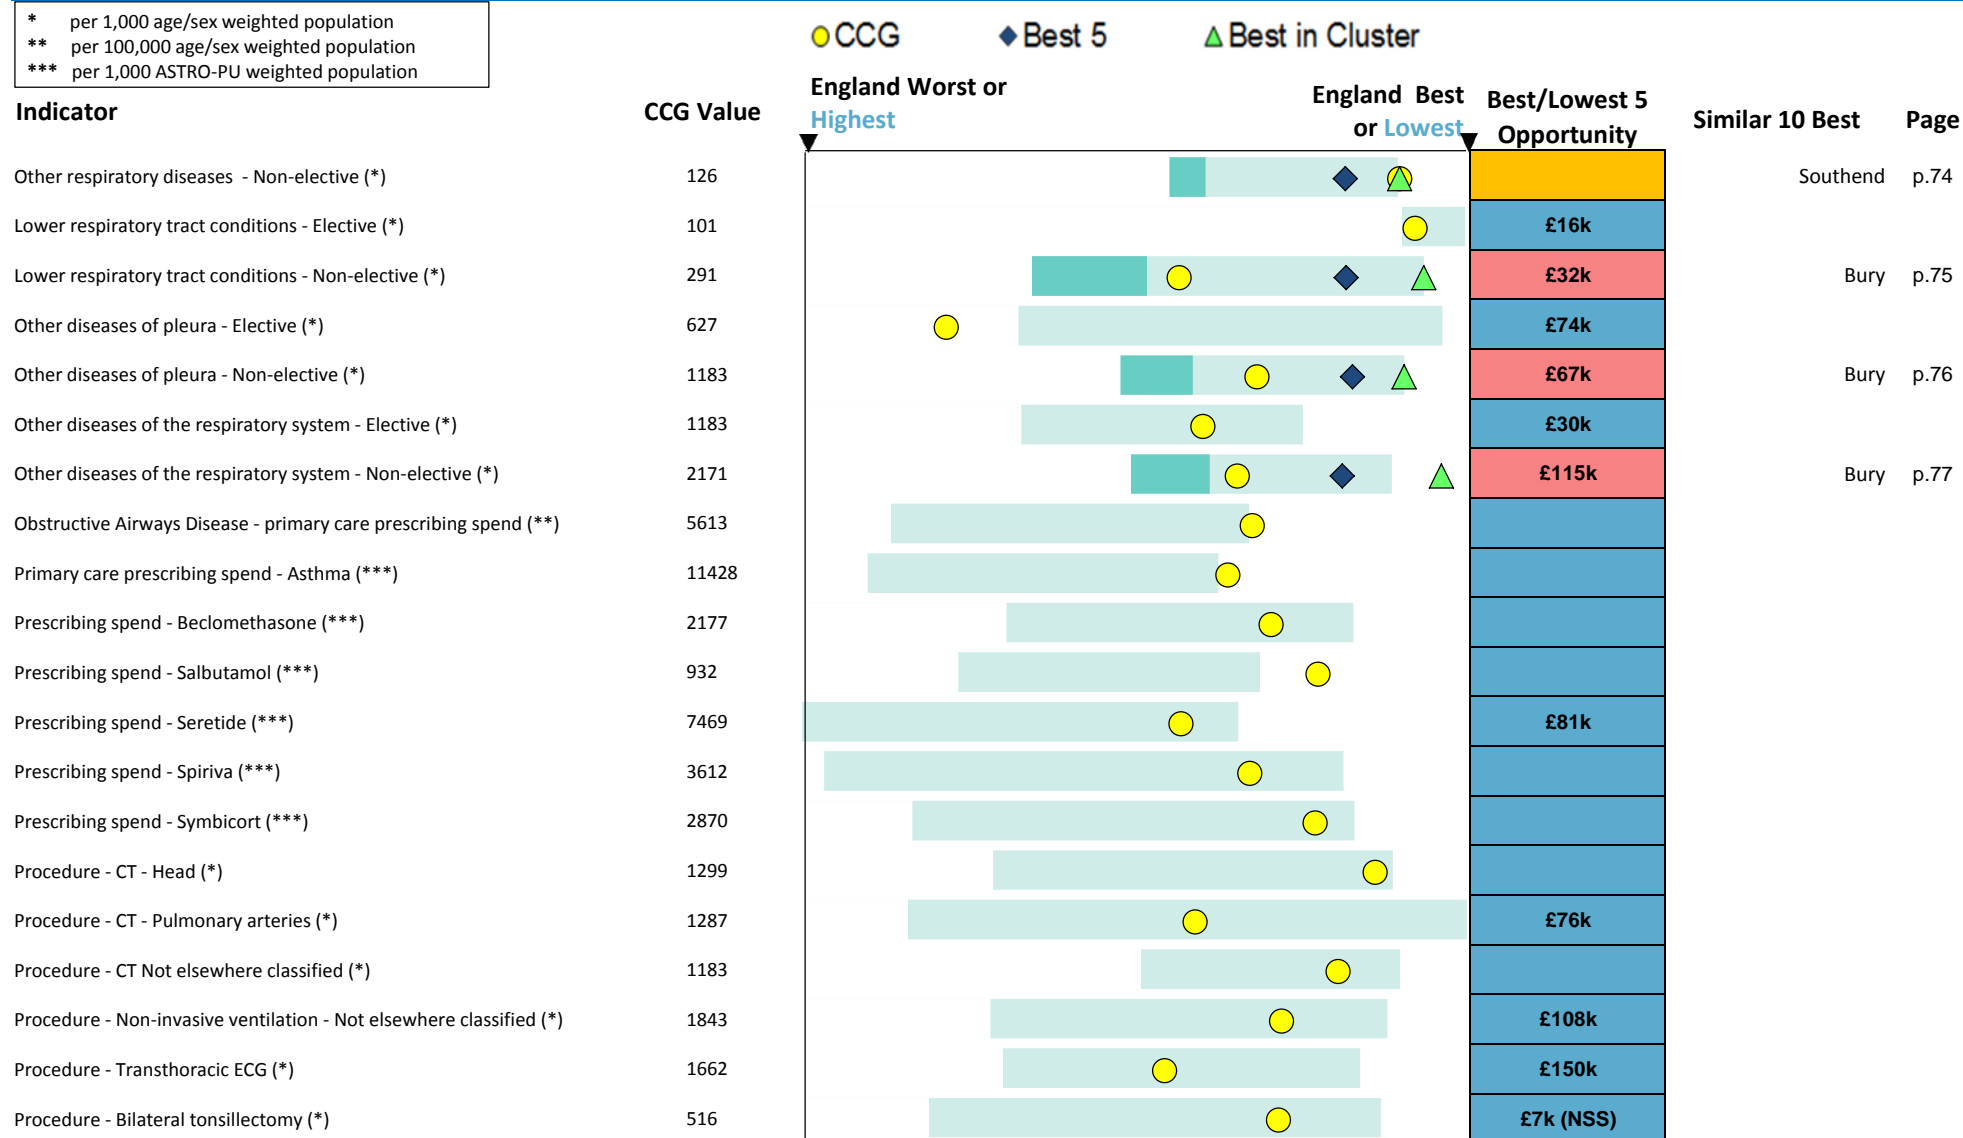 * per 1,000 age/sex weighted population
** per 100,000 age/sex weighted population
*** per 1,000 ASTRO-PU weighted population
CCG Best 5 Best in Cluster
Indicator CCG Value England Worst or Highest England Best or Lowest Best/Lowest 5 Opportunity Similar 10 Best Page
Other respiratory diseases - Non-elective (*) 126 Southend p.74
Lower respiratory tract conditions - Elective (*) 101 £16k
Lower respiratory tract conditions - Non-elective (*) 291 £32k Bury p.75
Other diseases of pleura - Elective (*) 627 £74k
Other diseases of pleura - Non-elective (*) 1183 £67k Bury p.76
Other diseases of the respiratory system - Elective (*) 1183 £30k
Other diseases of the respiratory system - Non-elective (*) 2171 £115k Bury p.77
Obstructive Airways Disease - primary care prescribing spend (**) 5613
Primary care prescribing spend - Asthma (***) 11428
Prescribing spend - Beclomethasone (***) 2177
Prescribing spend - Salbutamol (***) 932
Prescribing spend - Seretide (***) 7469 £81k
Prescribing spend - Spiriva (***) 3612
Prescribing spend - Symbicort (***) 2870
Procedure - CT - Head (*) 1299
Procedure - CT - Pulmonary arteries (*) 1287 £76k
Procedure - CT Not elsewhere classified (*) 1183
Procedure - Non-invasive ventilation - Not elsewhere classified (*) 1843 £108k
Procedure - Transthoracic ECG (*) 1662 £150k
Procedure - Bilateral tonsillectomy (*) 516 £7k (NSS)